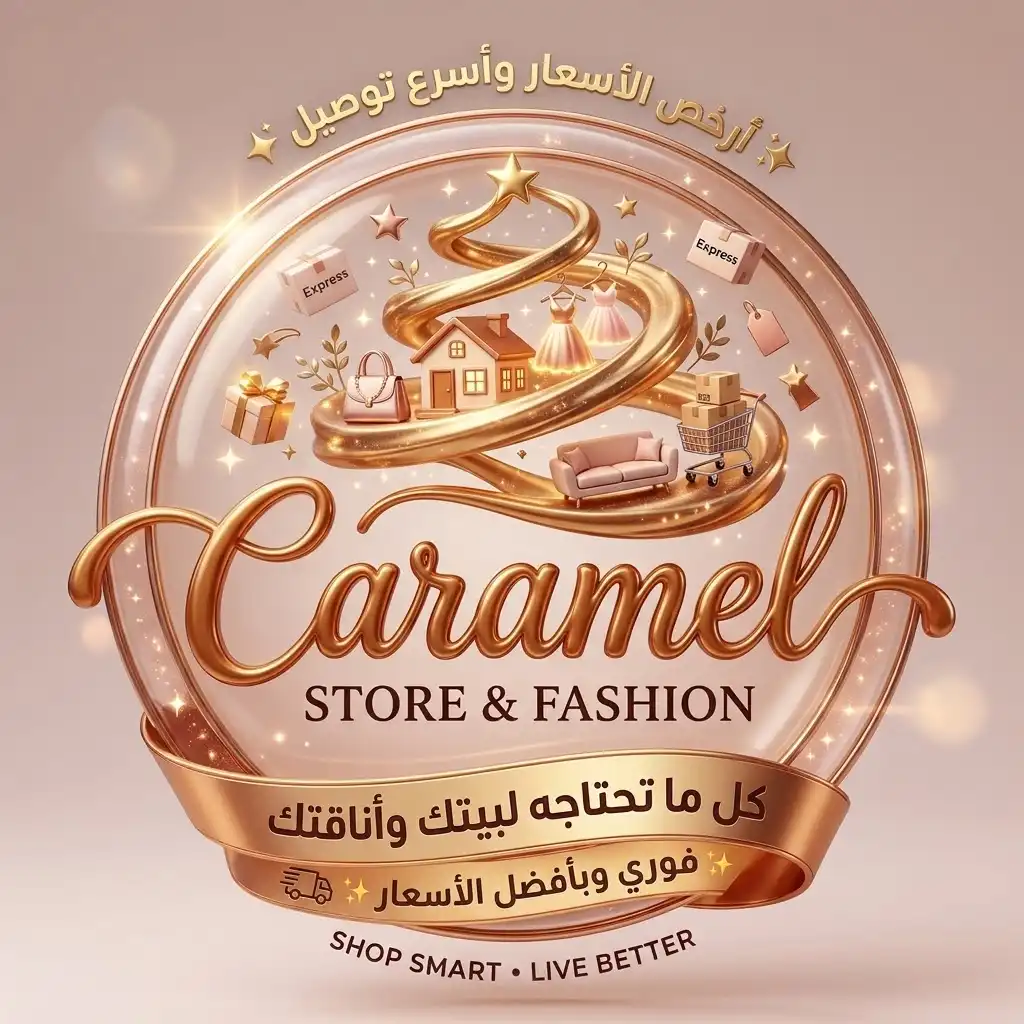 أرخص الأسعار وأسرع توصيل
Express
Express
Caramel
STORE & FASHION
كل ما تحتاجه لبيتك وأناقتك
فوري وبأفضل الأسعار
SHOP SMART • LIVE BETTER